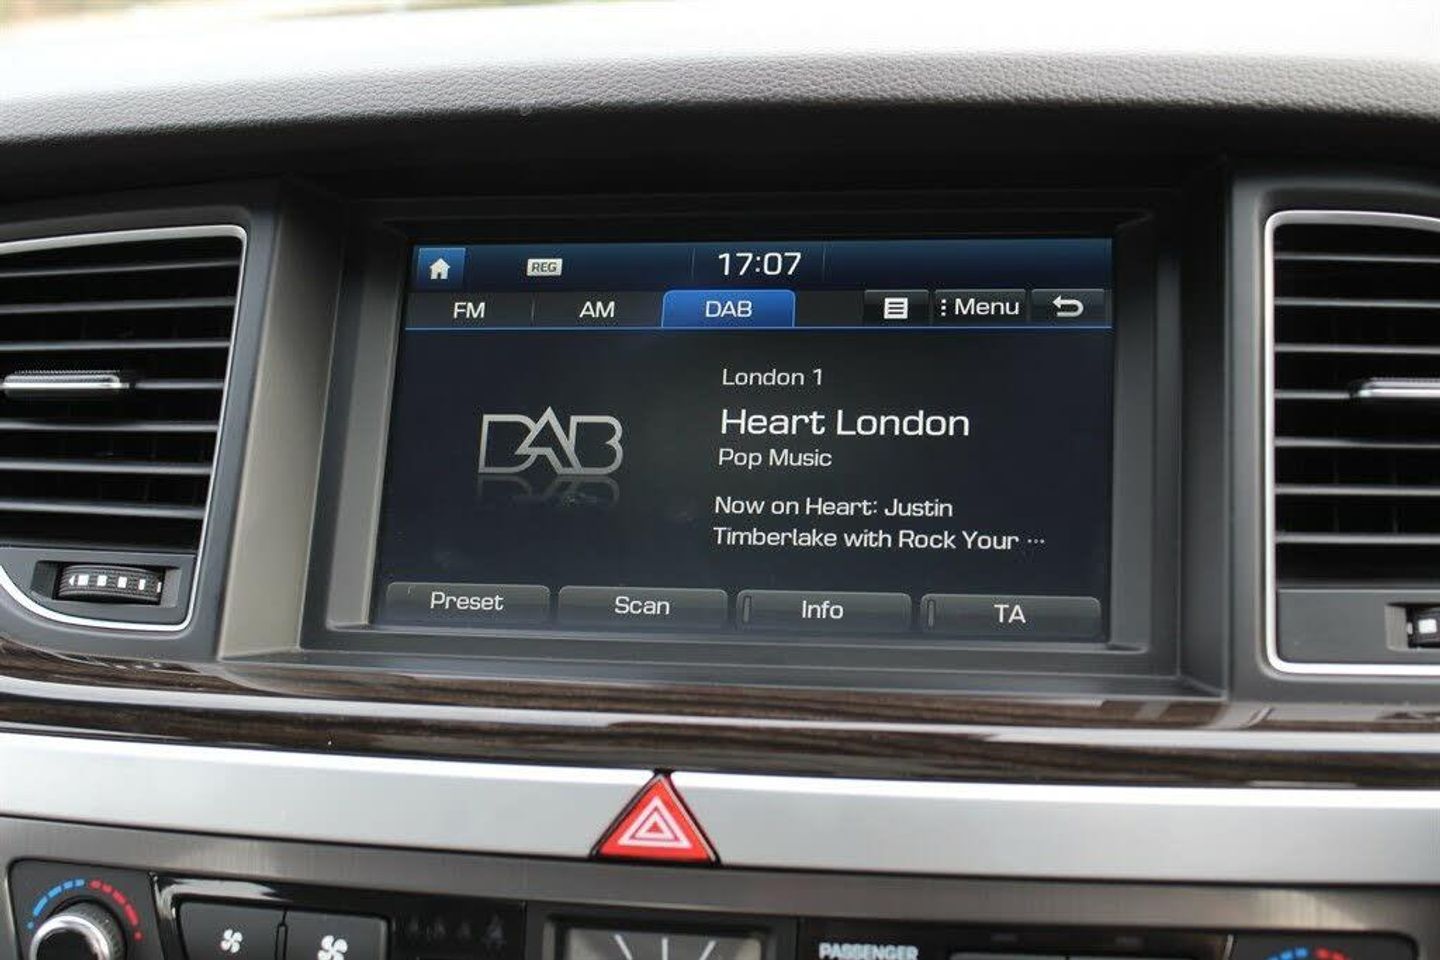 REG
17:07
FM
AM
DAB
Menu
London 1
DAB
Heart London
Pop Music
Now on Heart: Justin
Timberlake with Rock Your ···
Preset
Scan
Info
TA
PASSENGER